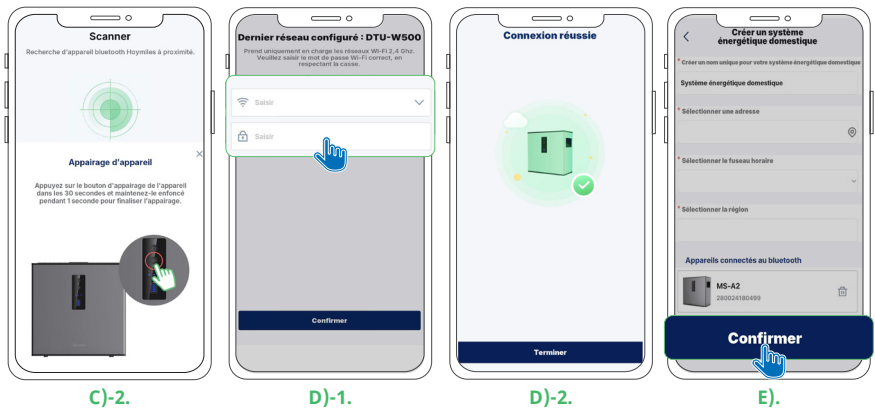 Scanner
Recherche d'appareil bluetooth Hoymiles à proximité.
Appairage d'appareil
Appuyez sur le bouton d'appairage de l'appareil
dans les 30 secondes et maintenez-le enfoncé
pendant 1 seconde pour finaliser l'appairage.
C)-2.
Dernier réseau configuré : DTU-W500
Prend uniquement en charge les réseaux Wi-Fi 2,4 Ghz.
Veuillez saisir le mot de passe Wi-Fi correct, en
respectant la casse.
Saisir
Saisir
Confirmer
D)-1.
Connexion réussie
Terminer
D)-2.
Créer un système
énergétique domestique
* Créer un nom unique pour votre système énergétique domestique
Système énergétique domestique
* Sélectionner une adresse
* Sélectionner le fuseau horaire
* Sélectionner la région
Appareils connectés au bluetooth
MS-A2
280024180499
Confirmer
E).